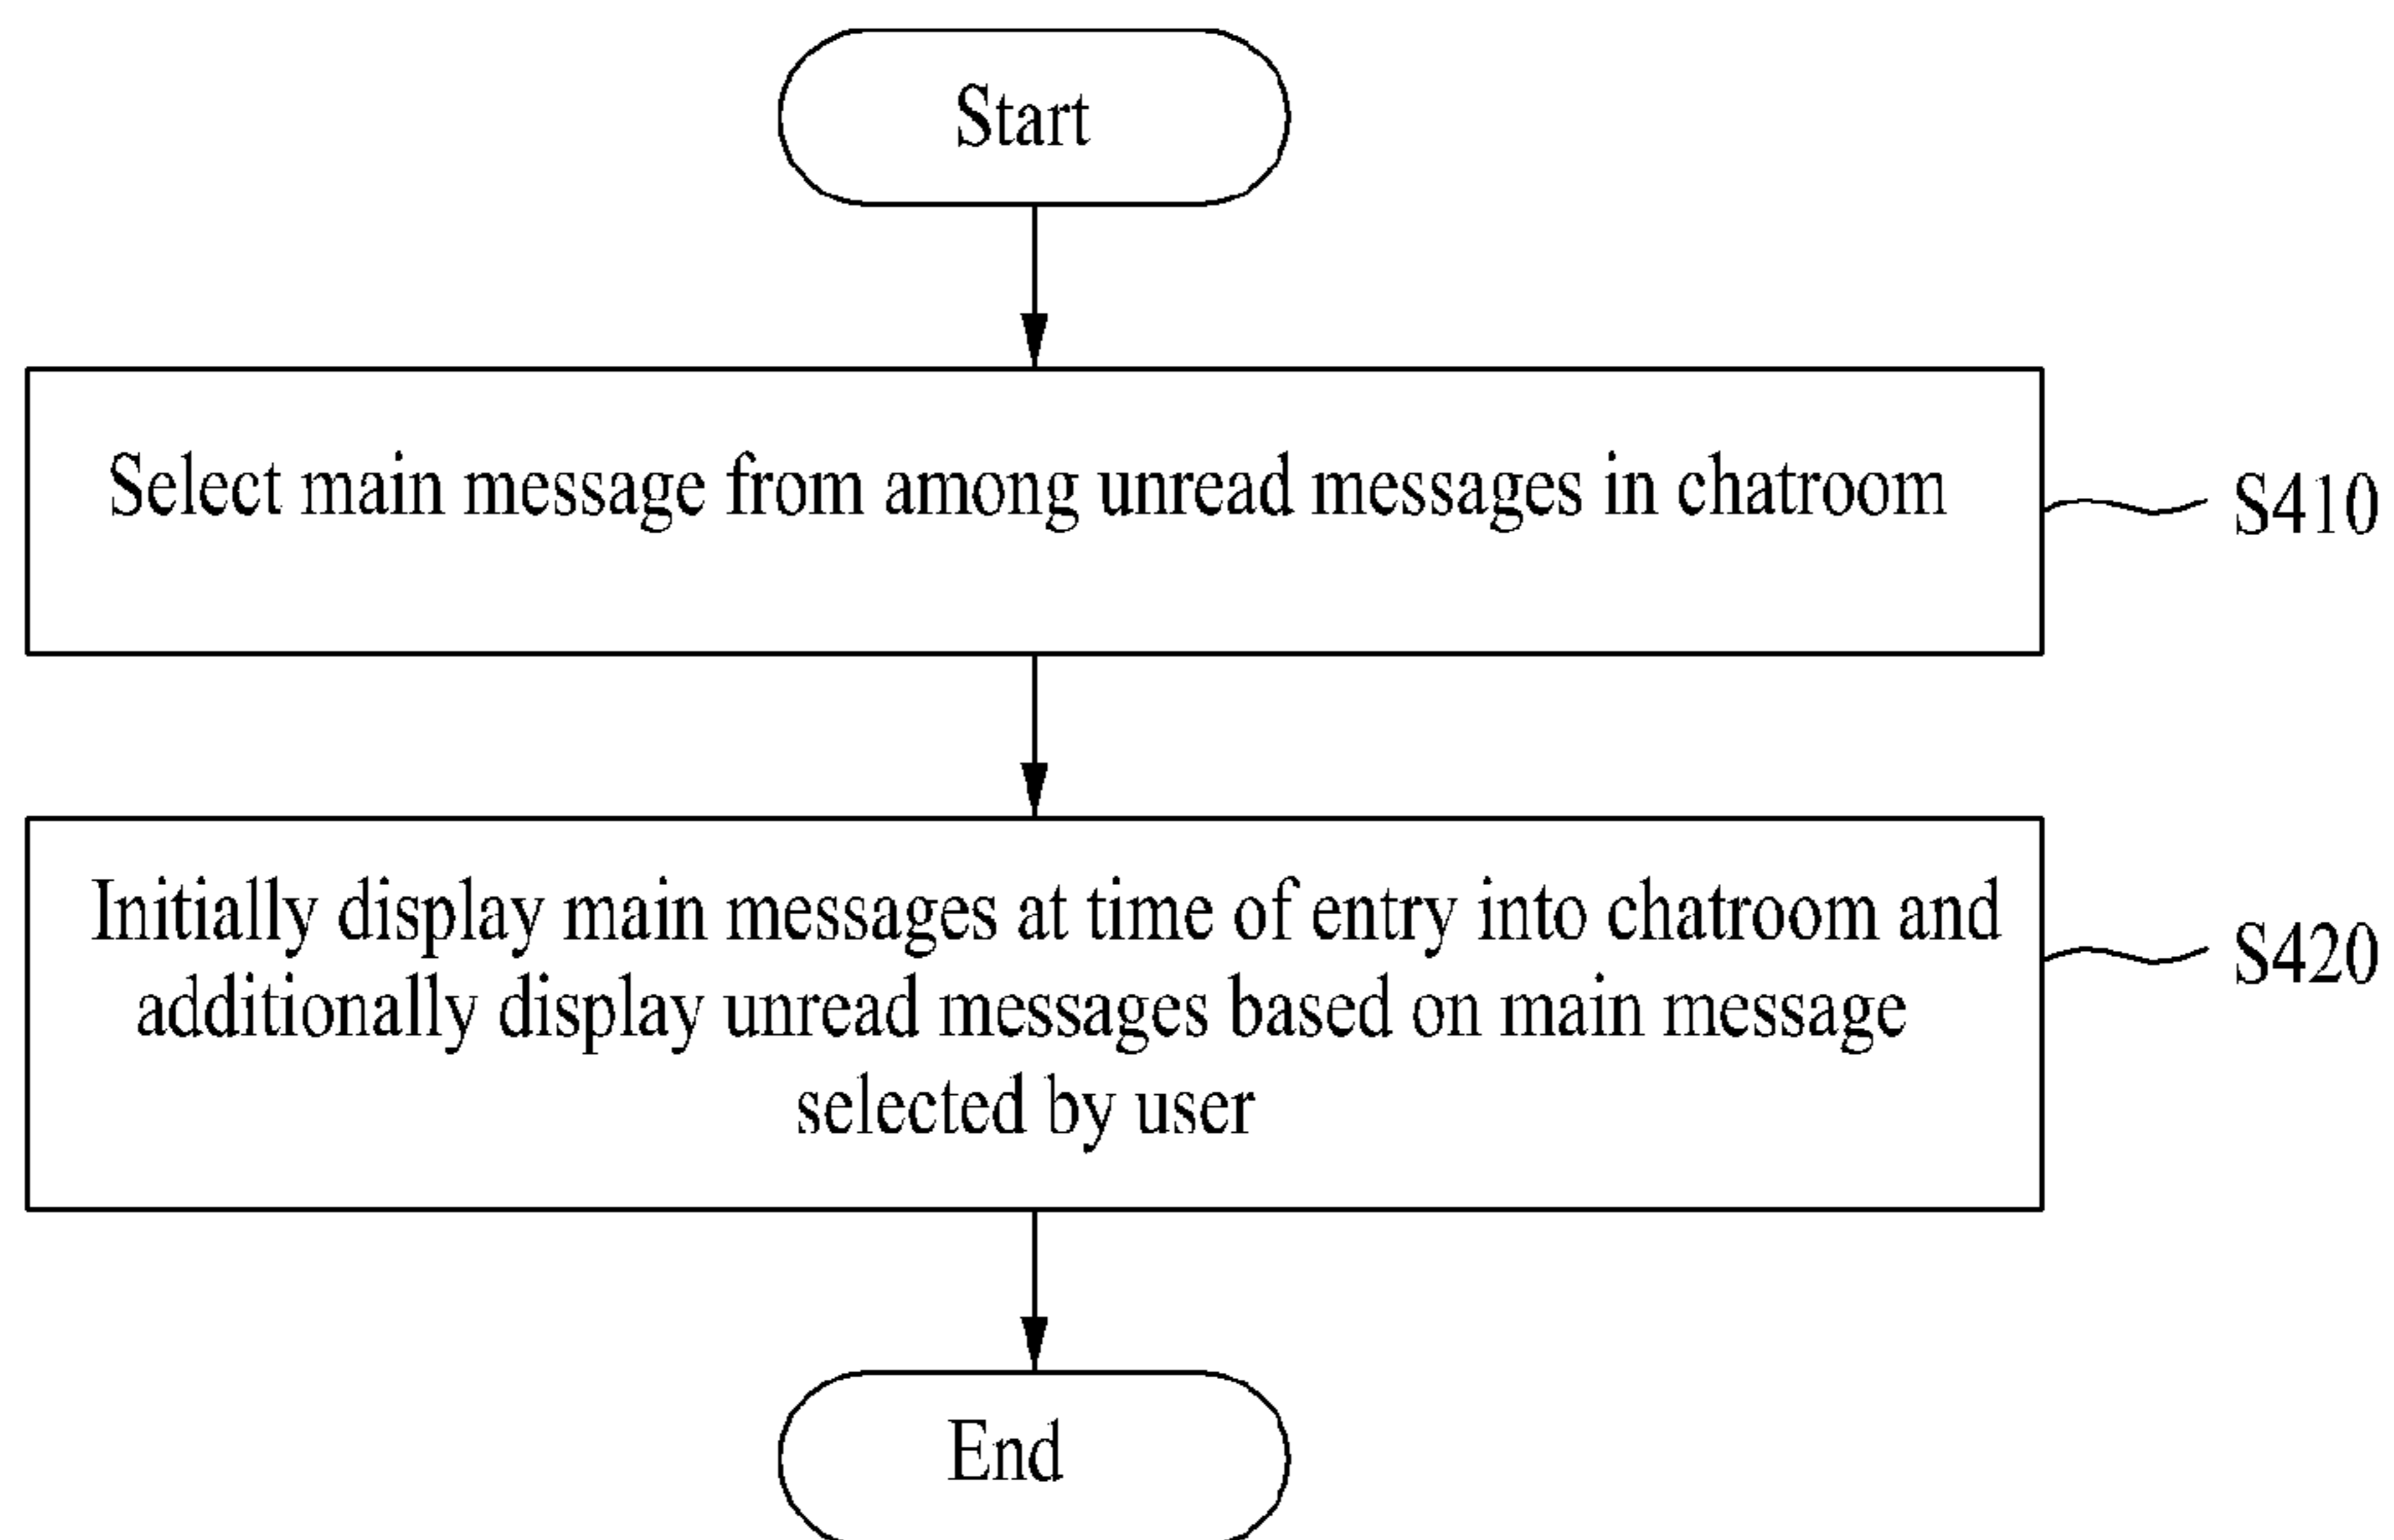 Start
Select main message from among unread messages in chatroom
S410
Initially display main messages at time of entry into chatroom and
additionally display unread messages based on main message
selected by user
S420
End